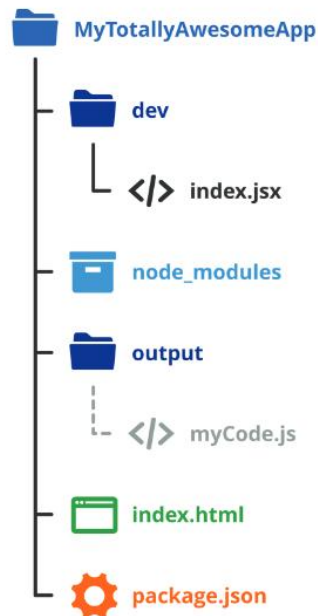 MyTotallyAwesomeApp
dev
</> index.jsx
node_modules
output
</> myCode.js
index.html
package.json